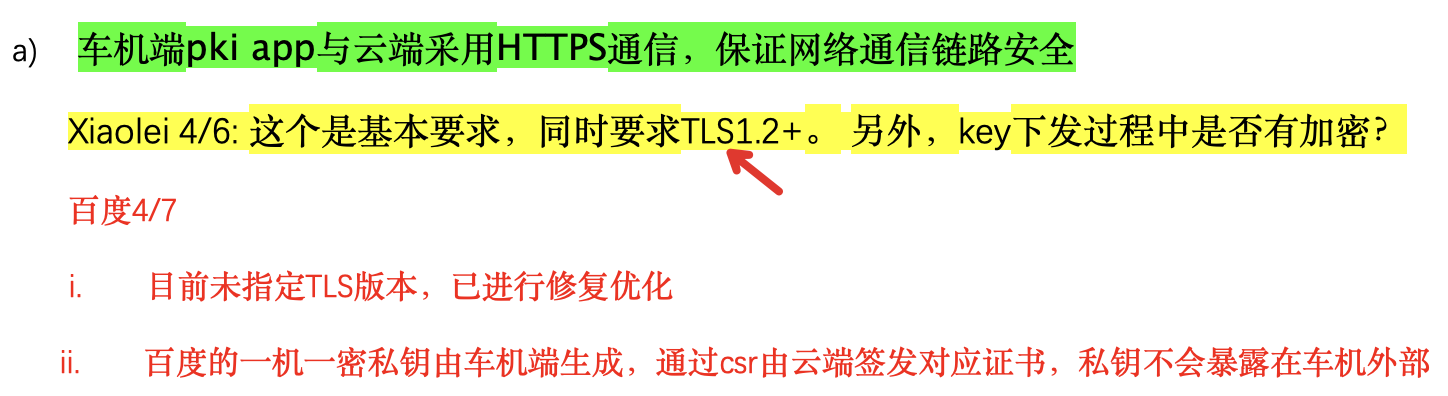 a) 车机端pki app与云端采用HTTPS通信，保证网络通信链路安全
Xiaolei 4/6: 这个是基本要求，同时要求TLS1.2+。 另外，key下发过程中是否有加密？
百度4/7
i. 目前未指定TLS版本，已进行修复优化
ii. 百度的一机一密私钥由车机端生成，通过csr由云端签发对应证书，私钥不会暴露在车机外部